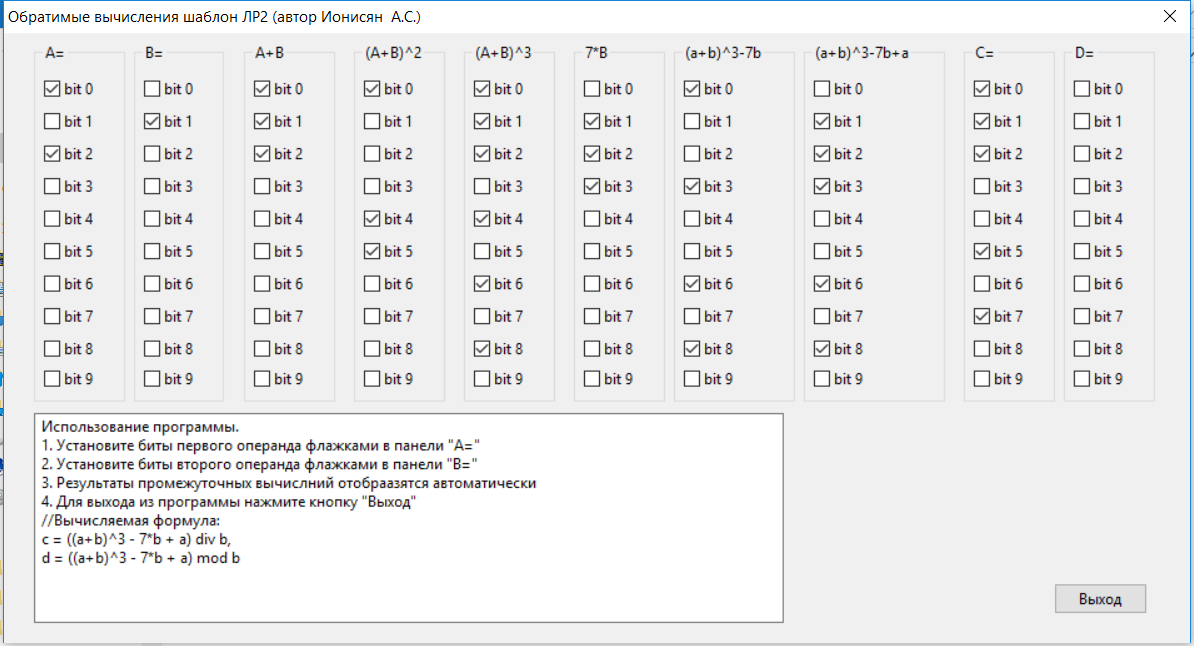 Обратимые вычисления шаблон ЛР2 (автор Ионисян А.С.)
A= B= A+B (A+B)^2 (A+B)^3 7*B (a+b)^3-7b (a+b)^3-7b+a C= D=
bit 0 bit 0 bit 0 bit 0 bit 0 bit 0 bit 0 bit 0 bit 0 bit 0
bit 1 bit 1 bit 1 bit 1 bit 1 bit 1 bit 1 bit 1 bit 1 bit 1
bit 2 bit 2 bit 2 bit 2 bit 2 bit 2 bit 2 bit 2 bit 2 bit 2
bit 3 bit 3 bit 3 bit 3 bit 3 bit 3 bit 3 bit 3 bit 3 bit 3
bit 4 bit 4 bit 4 bit 4 bit 4 bit 4 bit 4 bit 4 bit 4 bit 4
bit 5 bit 5 bit 5 bit 5 bit 5 bit 5 bit 5 bit 5 bit 5 bit 5
bit 6 bit 6 bit 6 bit 6 bit 6 bit 6 bit 6 bit 6 bit 6 bit 6
bit 7 bit 7 bit 7 bit 7 bit 7 bit 7 bit 7 bit 7 bit 7 bit 7
bit 8 bit 8 bit 8 bit 8 bit 8 bit 8 bit 8 bit 8 bit 8 bit 8
bit 9 bit 9 bit 9 bit 9 bit 9 bit 9 bit 9 bit 9 bit 9 bit 9
Использование программы.
1. Установите биты первого операнда флажками в панели "A="
2. Установите биты второго операнда флажками в панели "B="
3. Результаты промежуточных вычислний отобраазятся автоматически
4. Для выхода из программы нажмите кнопку "Выход"
//Вычисляемая формула:
c = ((a+b)^3 - 7*b + a) div b,
d = ((a+b)^3 - 7*b + a) mod b
Выход